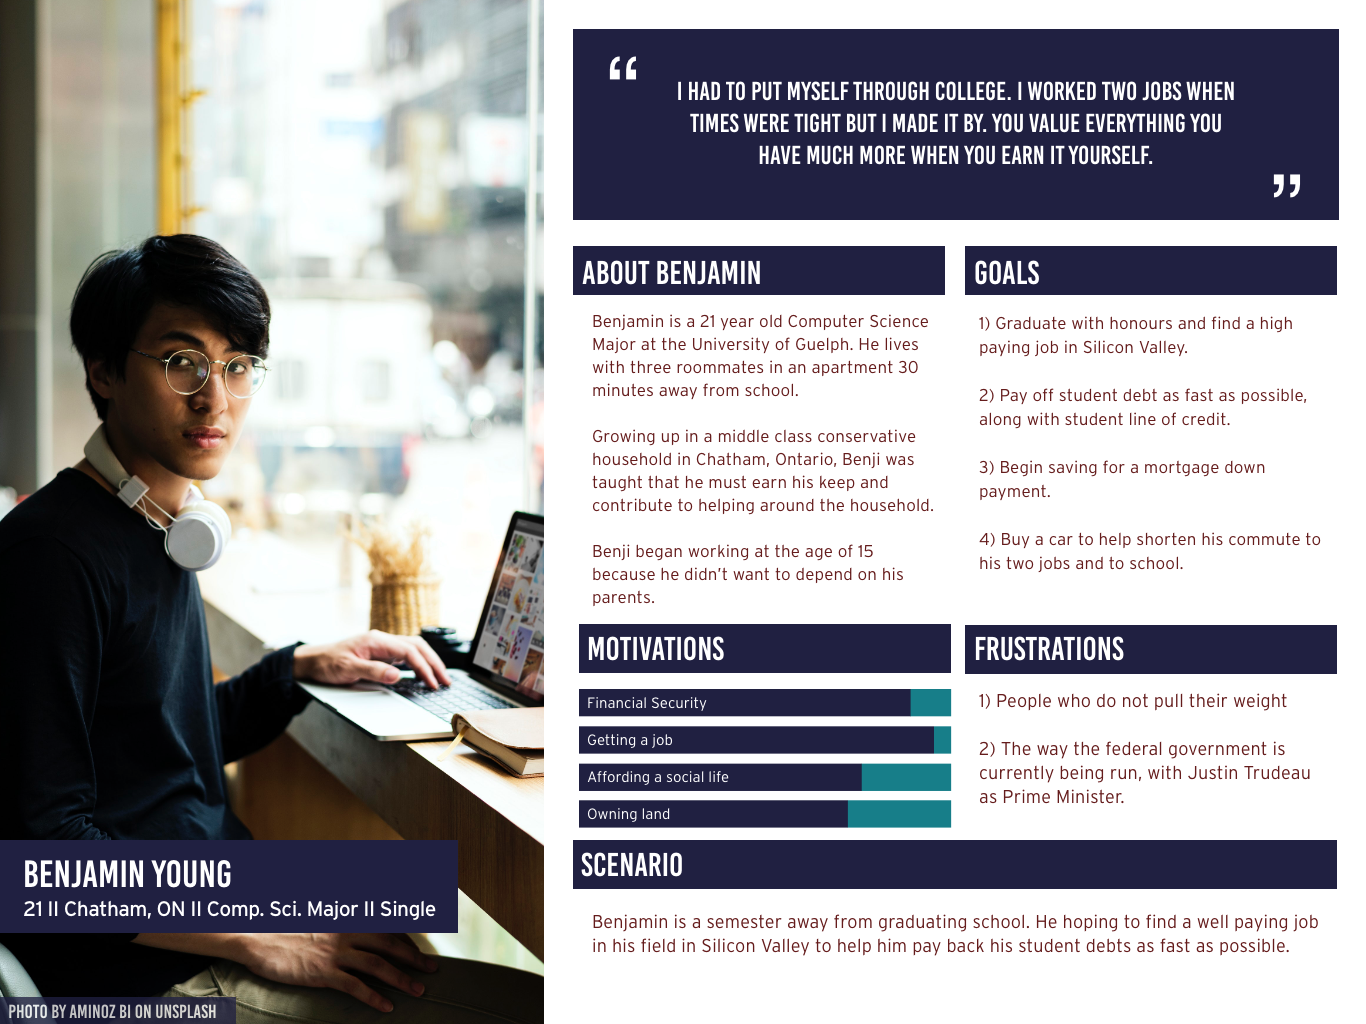 “
I HAD TO PUT MYSELF THROUGH COLLEGE. I WORKED TWO JOBS WHEN
TIMES WERE TIGHT BUT I MADE IT BY. YOU VALUE EVERYTHING YOU
HAVE MUCH MORE WHEN YOU EARN IT YOURSELF.
”
ABOUT BENJAMIN
Benjamin is a 21 year old Computer Science
Major at the University of Guelph. He lives
with three roommates in an apartment 30
minutes away from school.
Growing up in a middle class conservative
household in Chatham, Ontario, Benji was
taught that he must earn his keep and
contribute to helping around the household.
Benji began working at the age of 15
because he didn’t want to depend on his
parents.
GOALS
1) Graduate with honours and find a high
paying job in Silicon Valley.
2) Pay off student debt as fast as possible,
along with student line of credit.
3) Begin saving for a mortgage down
payment.
4) Buy a car to help shorten his commute to
his two jobs and to school.
MOTIVATIONS
Financial Security
Getting a job
Affording a social life
Owning land
FRUSTRATIONS
1) People who do not pull their weight
2) The way the federal government is
currently being run, with Justin Trudeau
as Prime Minister.
SCENARIO
Benjamin is a semester away from graduating school. He hoping to find a well paying job
in his field in Silicon Valley to help him pay back his student debts as fast as possible.
BENJAMIN YOUNG
21 II Chatham, ON II Comp. Sci. Major II Single
PHOTO BY AMINOZ BI ON UNSPLASH